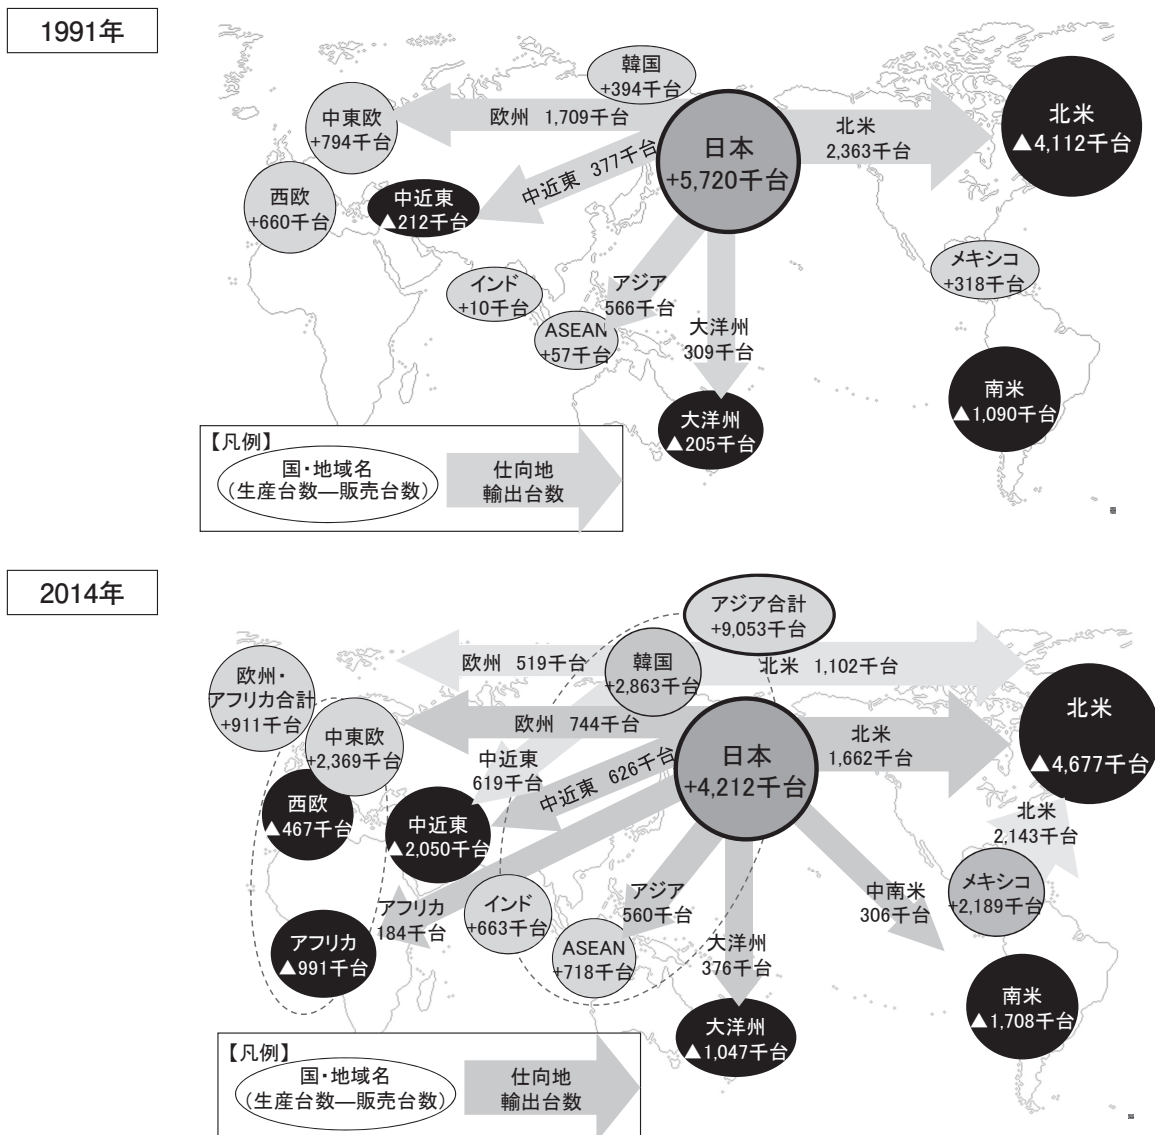 1991年
韓国
+394千台
中東欧
+794千台
欧州 1,709千台
日本
+5,720千台
北米
2,363千台
北米
▲4,112千台
西欧
+660千台
中近東
▲212千台
中近東 377千台
インド
+10千台
アジア
566千台
ASEAN
+57千台
大洋州
309千台
メキシコ
+318千台
大洋州
▲205千台
南米
▲1,090千台
【凡例】
国・地域名
(生産台数―販売台数)
仕向地
輸出台数
2014年
アジア合計
+9,053千台
欧州 519千台
韓国
+2,863千台
北米 1,102千台
欧州・
アフリカ合計
+911千台
中東欧
+2,369千台
欧州 744千台
日本
+4,212千台
北米
1,662千台
北米
▲4,677千台
西欧
▲467千台
中近東
619千台
中近東 626千台
中近東
▲2,050千台
北米
2,143千台
アフリカ
184千台
インド
+663千台
アジア
560千台
中南米
306千台
メキシコ
+2,189千台
アフリカ
▲991千台
ASEAN
+718千台
大洋州
376千台
大洋州
▲1,047千台
南米
▲1,708千台
【凡例】
国・地域名
(生産台数―販売台数)
仕向地
輸出台数